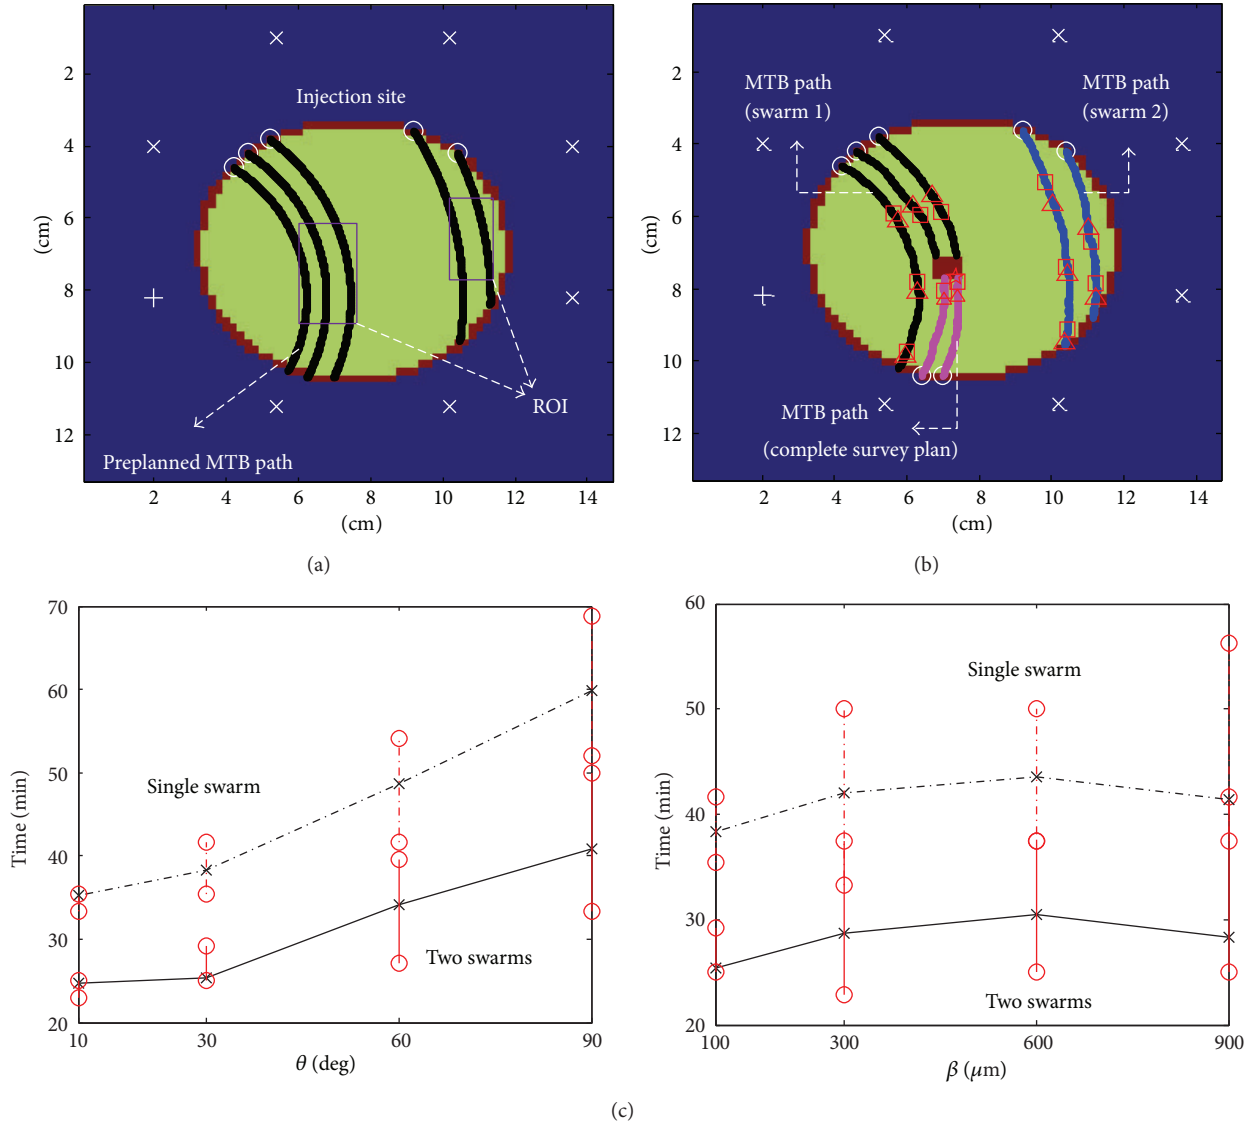 2
4
6
8
10
12
(cm)
2
4
6
8
10
12
14
(cm)
Injection site
ROI
Preplanned MTB path
(a)
2
4
6
8
10
12
(cm)
2
4
6
8
10
12
14
(cm)
MTB path
(swarm 1)
MTB path
(swarm 2)
MTB path
(complete survey plan)
(b)
70
60
50
40
30
20
Time (min)
Single swarm
Two swarms
10
30
60
90
θ (deg)
60
50
40
30
20
Time (min)
Single swarm
Two swarms
100
300
600
900
β (μm)
(c)